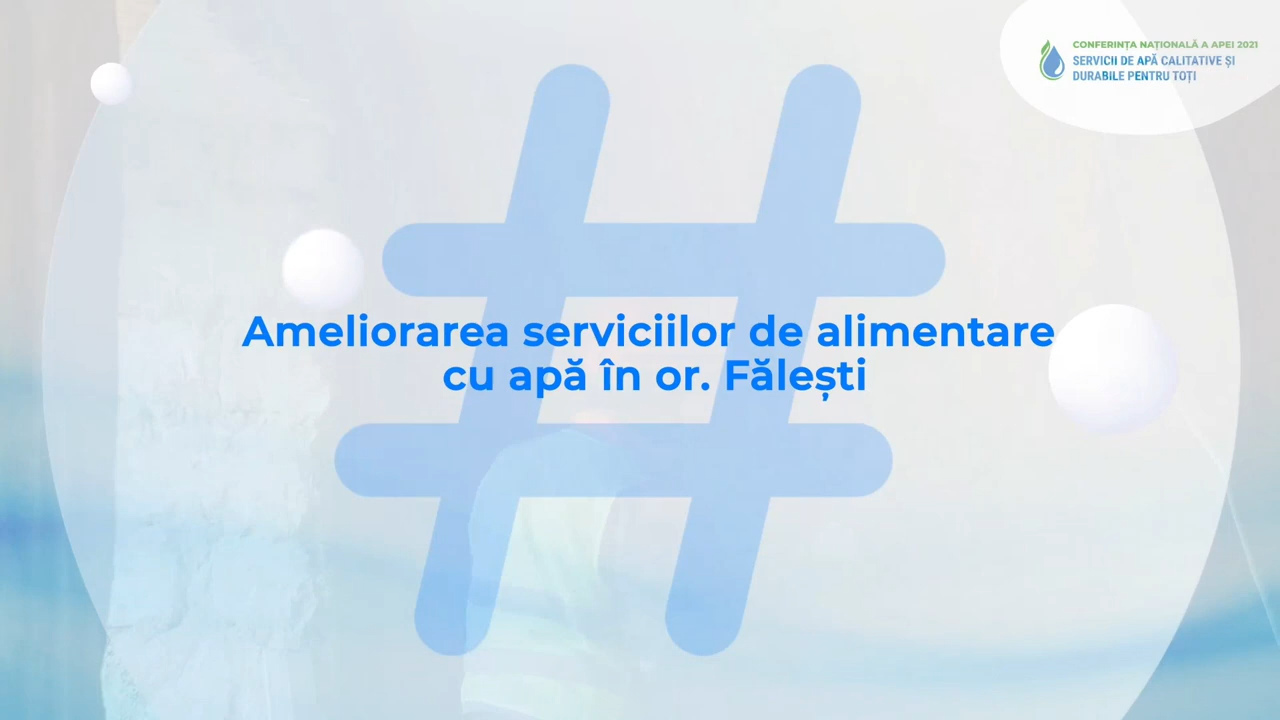 CONFERINȚA NAȚIONALĂ A APEI 2021
SERVICII DE APĂ CALITATIVE ȘI
DURABILE PENTRU TOȚI
Ameliorarea serviciilor de alimentare
cu apă în or. Fălești